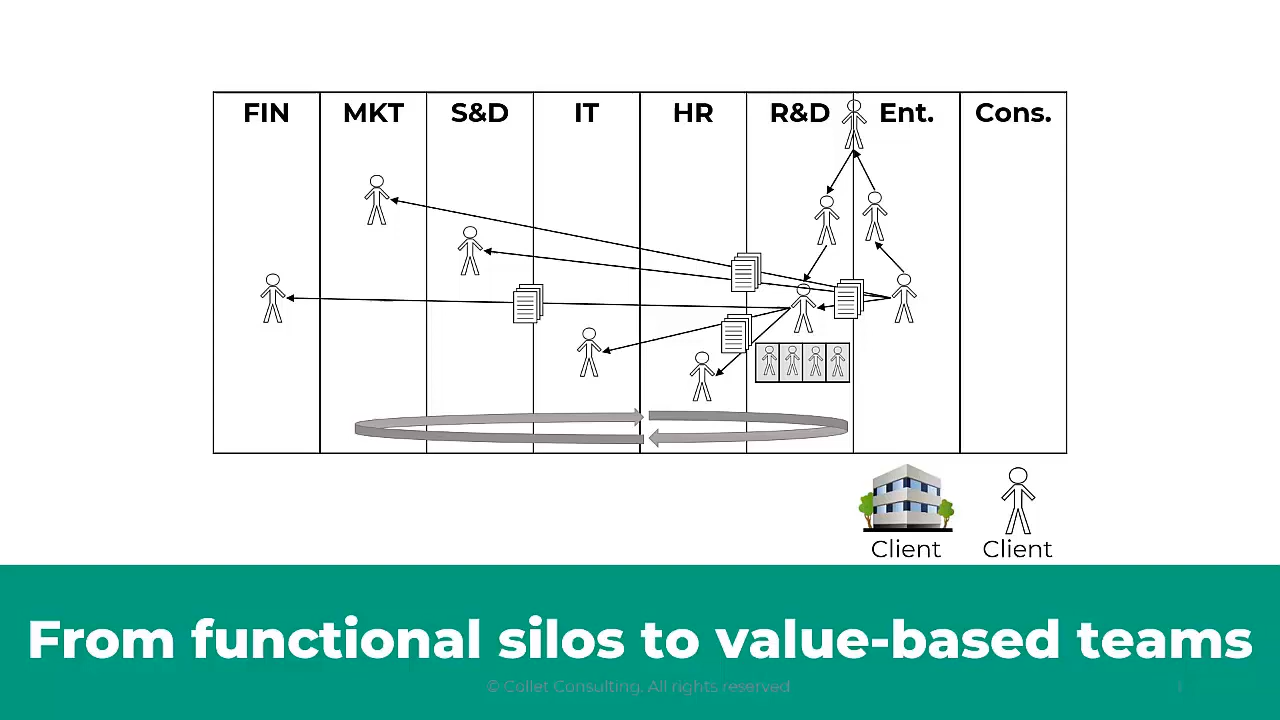 FIN MKT S&D IT HR R&D Ent. Cons.
Client Client
From functional silos to value-based teams
© Collet Consulting. All rights reserved